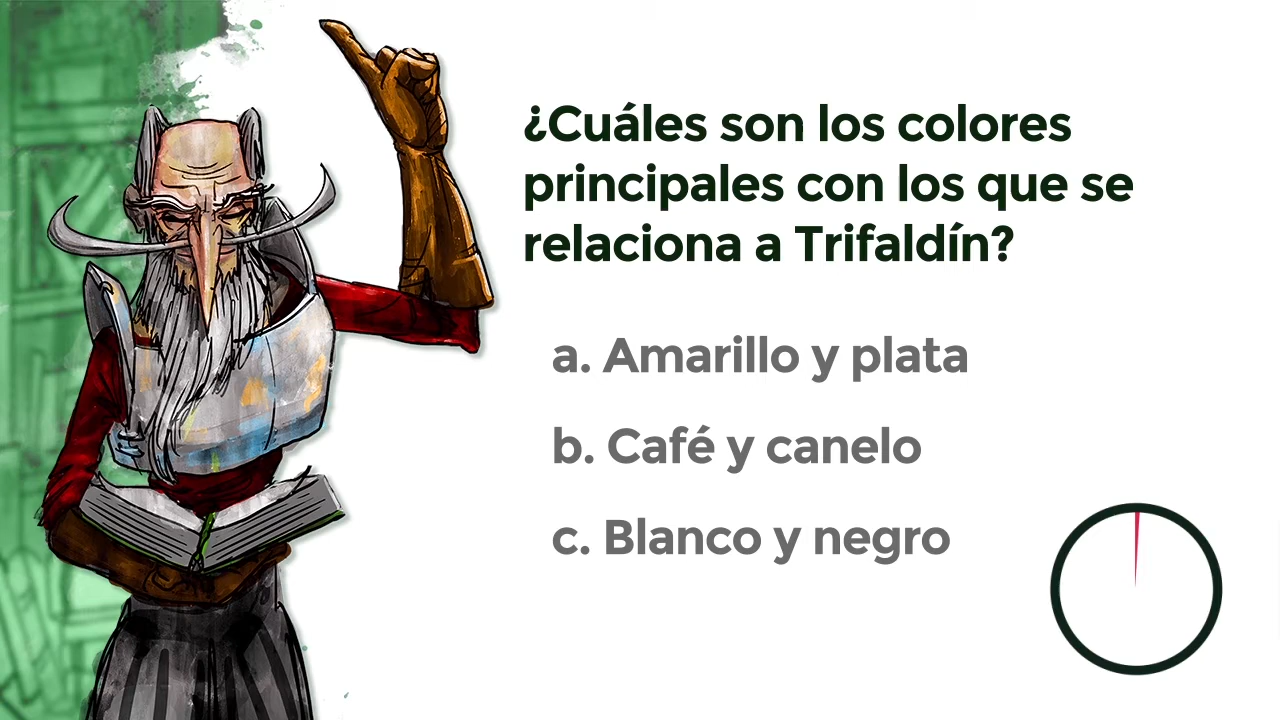 ¿Cuáles son los colores
principales con los que se
relaciona a Trifaldín?
a. Amarillo y plata
b. Café y canelo
c. Blanco y negro